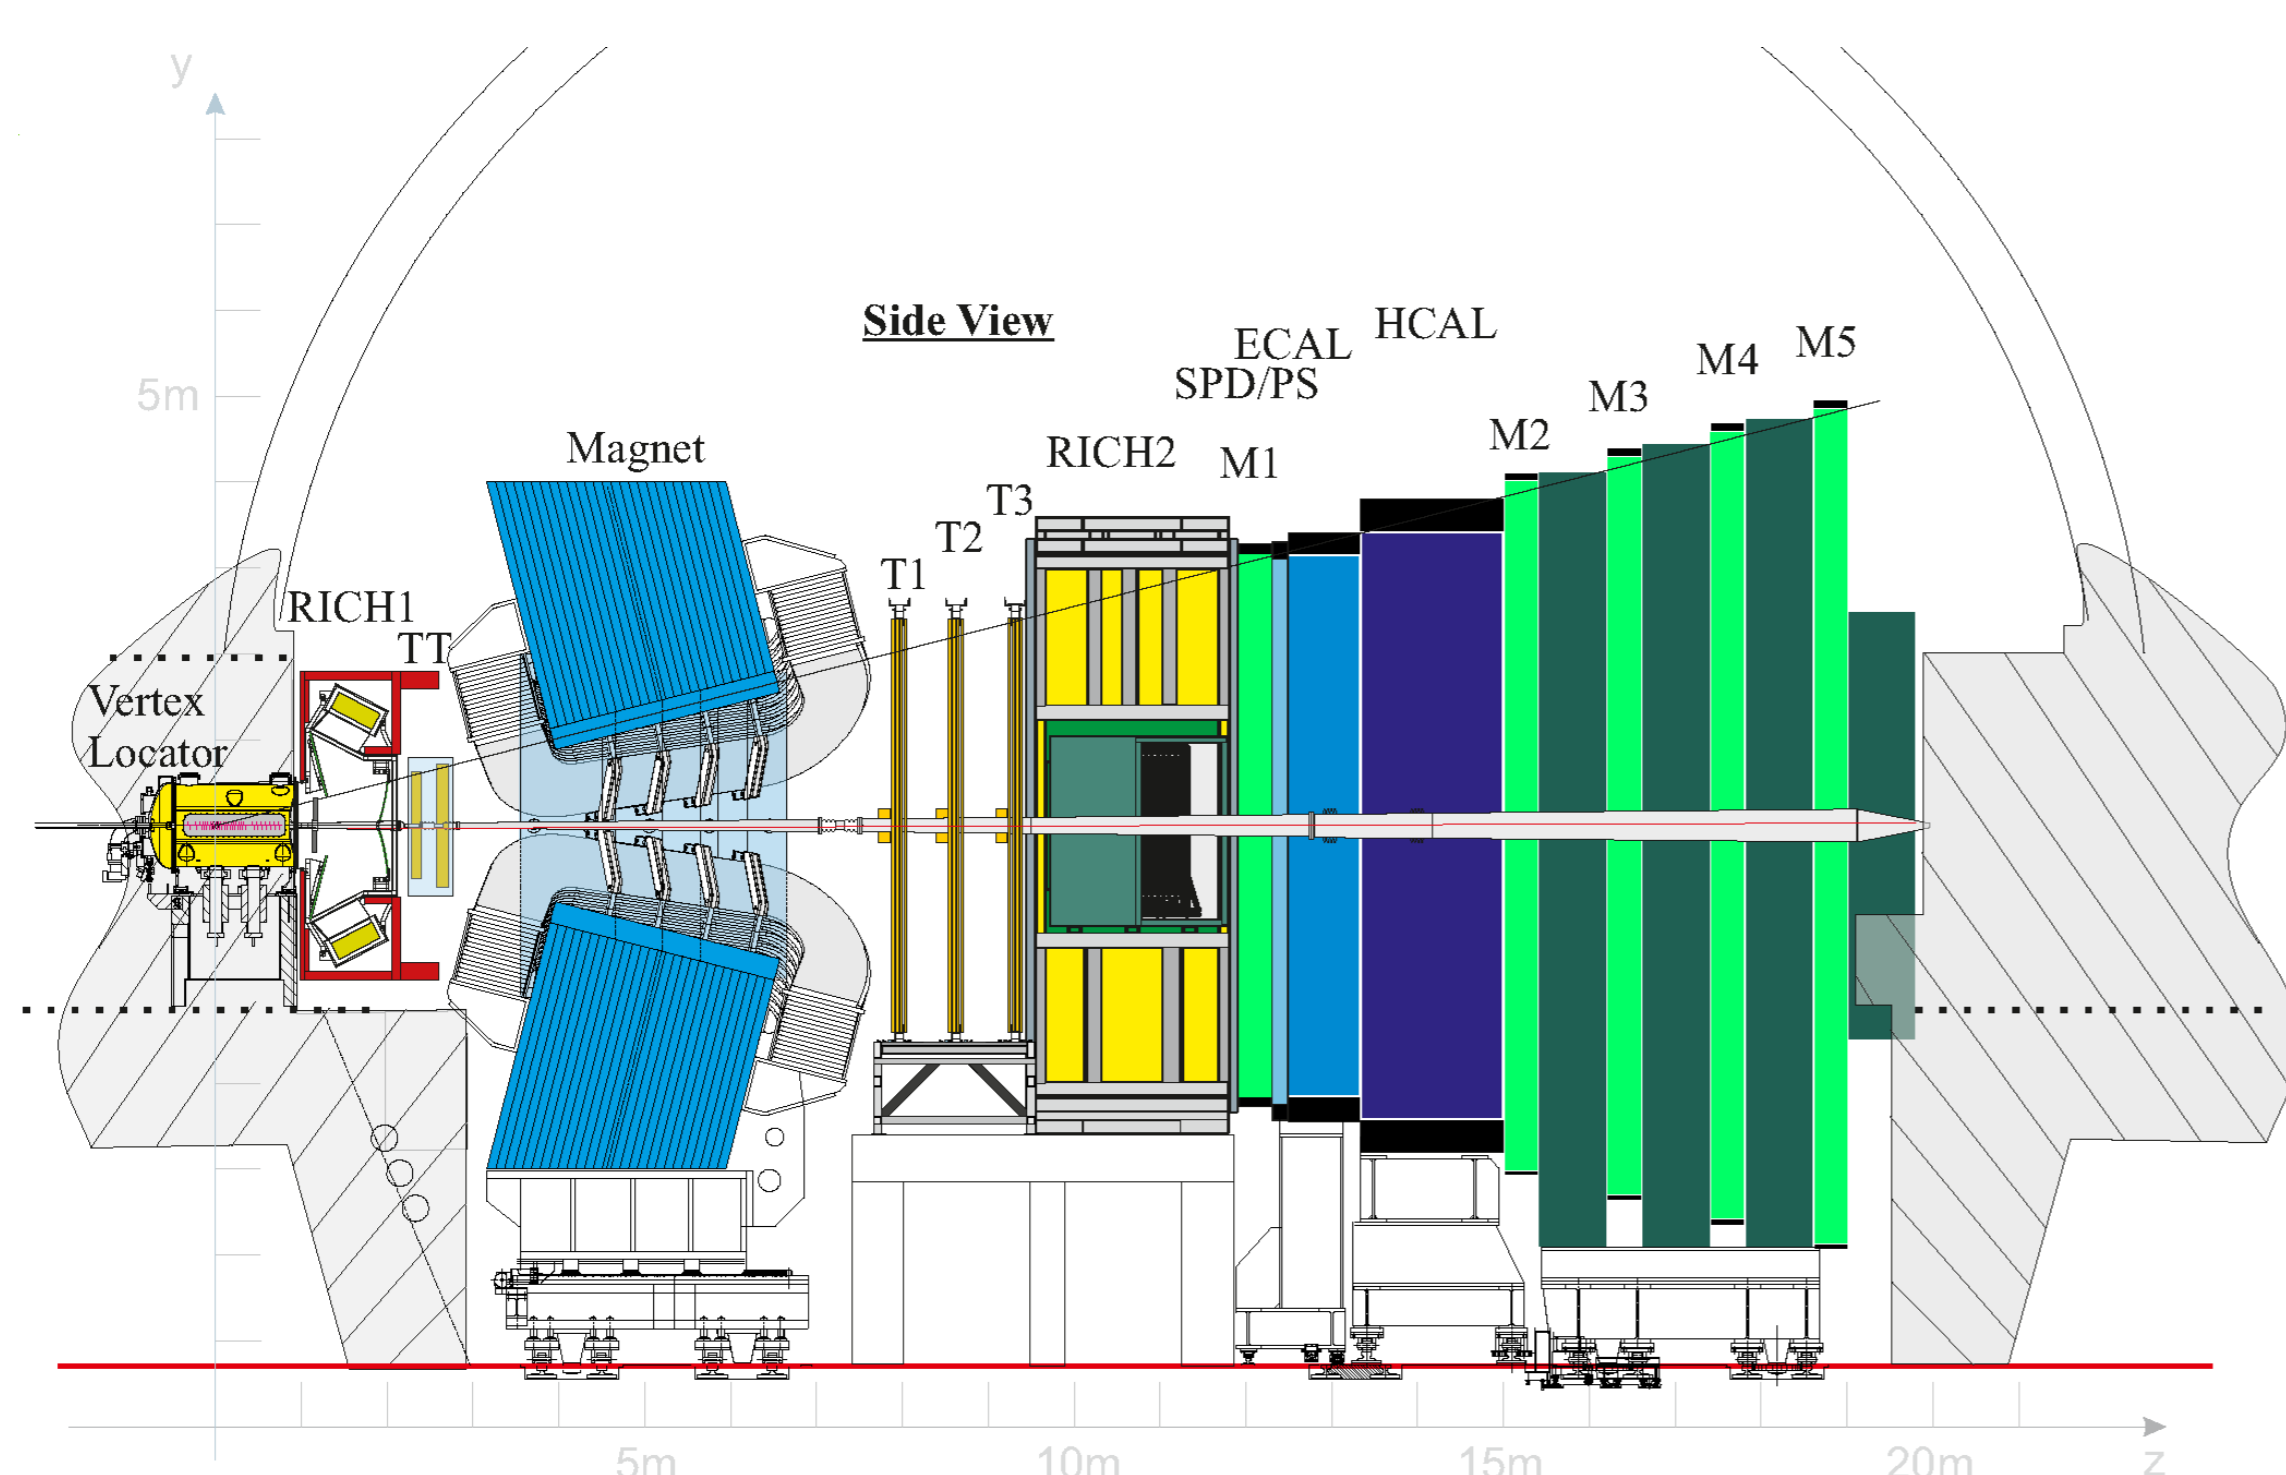 y
Side View
HCAL
ECAL
M5
M4
SPD/PS
M3
5m
M2
Magnet
RICH2
M1
T3
T2
T1
RICH1
TT
Vertex
Locator
5m
10m
15m
20m
z